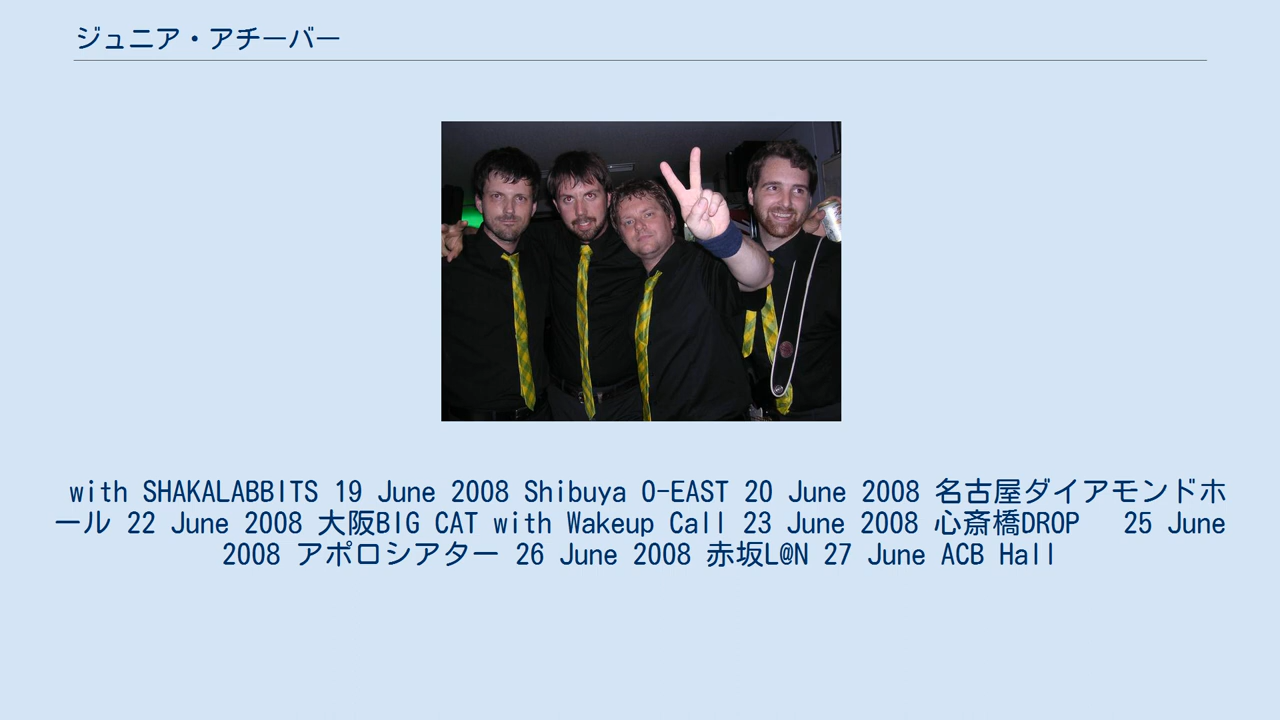 ジュニア・アチーバー
with SHAKALABBITS 19 June 2008 Shibuya O-EAST 20 June 2008 名古屋ダイアモンドホ
ール 22 June 2008 大阪BIG CAT with Wakeup Call 23 June 2008 心斎橋DROP　 25 June
2008 アポロシアター 26 June 2008 赤坂L@N 27 June ACB Hall